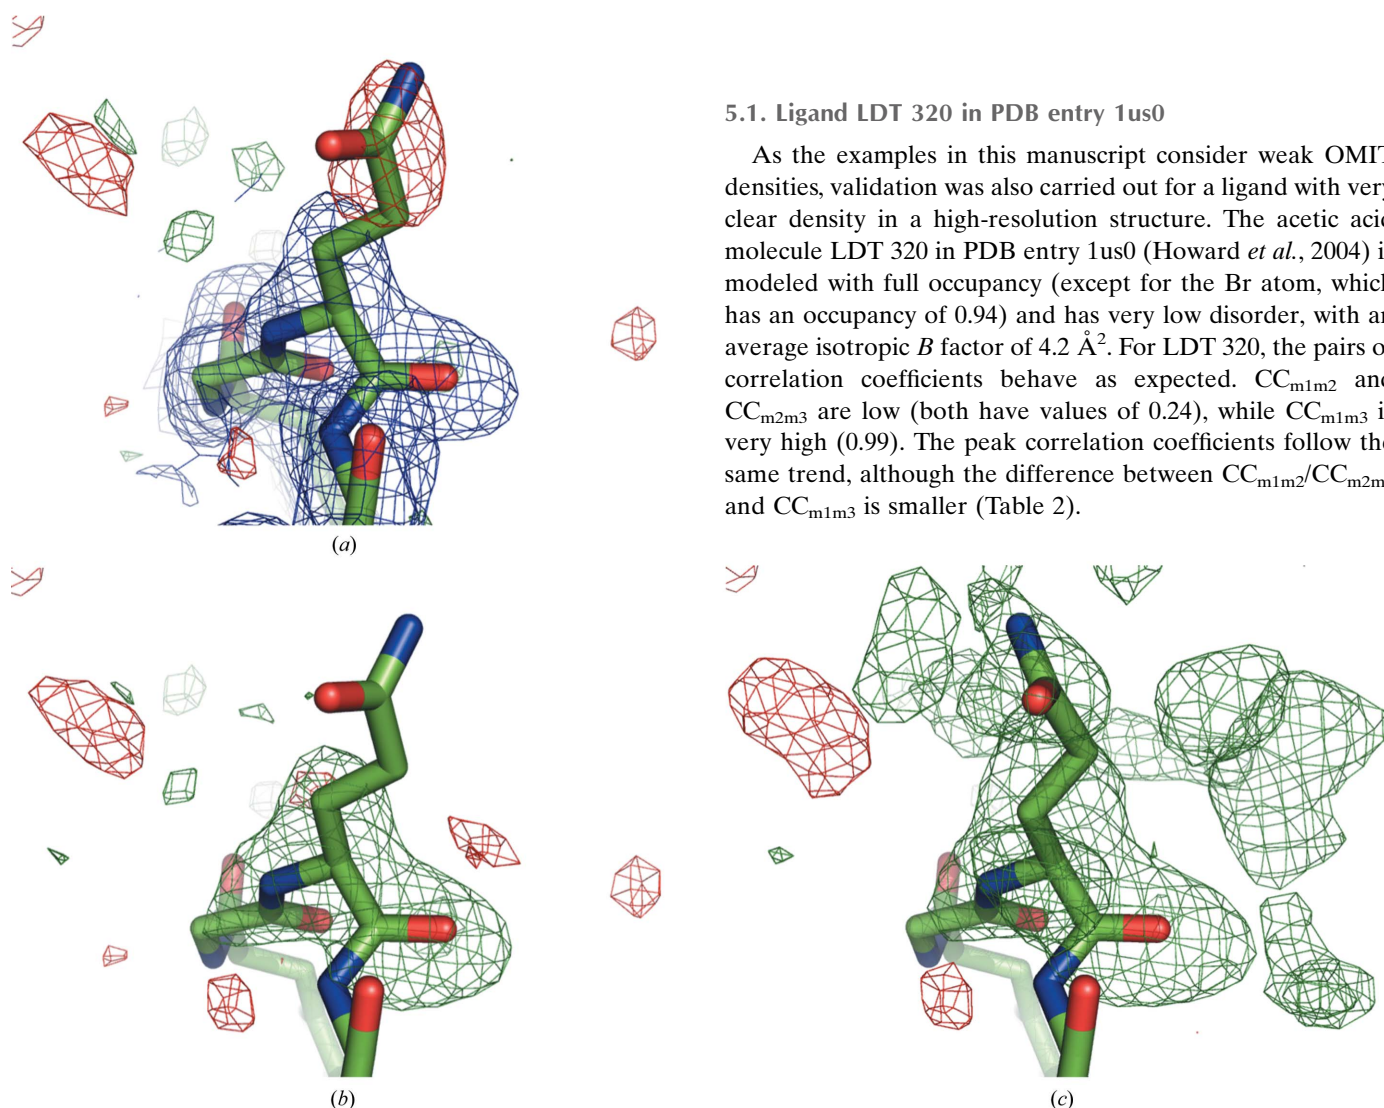 5.1. Ligand LDT 320 in PDB entry 1us0
As the examples in this manuscript consider weak OMIT
densities, validation was also carried out for a ligand with very
clear density in a high-resolution structure. The acetic acid
molecule LDT 320 in PDB entry 1us0 (Howard et al., 2004)
modeled with full occupancy (except for the Br atom, which
has an occupancy of 0.94) and has very low disorder, with
average isotropic B factor of 4.2 Å². For LDT 320, the pairs
correlation coefficients behave as expected. CCm1m2 and
CCm2m3 are low (both have values of 0.24), while CCm1m3
very high (0.99). The peak correlation coefficients follow the
same trend, although the difference between CCm1m2/CCm2m
and CCm1m3 is smaller (Table 2).
(a)
(b)
(c)